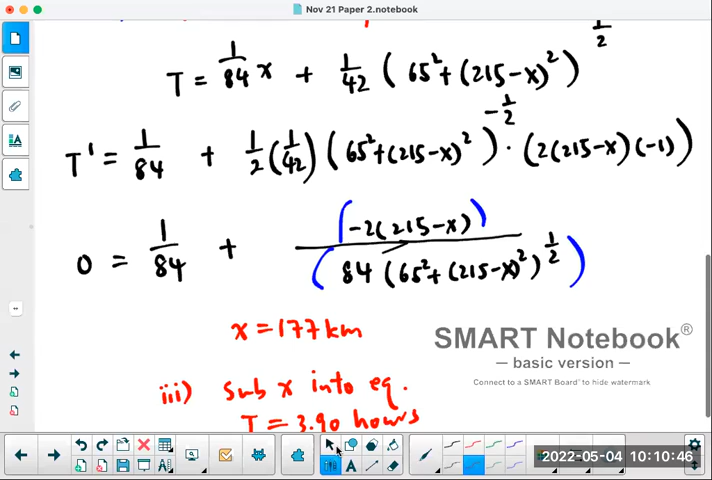 Nov 21 Paper 2.notebook
T = 1/84 x + 1/42 (65² + (215-x)²)^1/2
T' = 1/84 + 1/2 (1/42) (65² + (215-x)²)^-1/2 · (2(215-x)(-1))
0 = 1/84 + (-2(215-x)) / (84 (65² + (215-x)²)^1/2)
x = 177 km
SMART Notebook®
— basic version —
Connect to a SMART Board® to hide watermark
iii) Sub x into eq.
T = 3.90 hours
2022-05-04 10:10:46